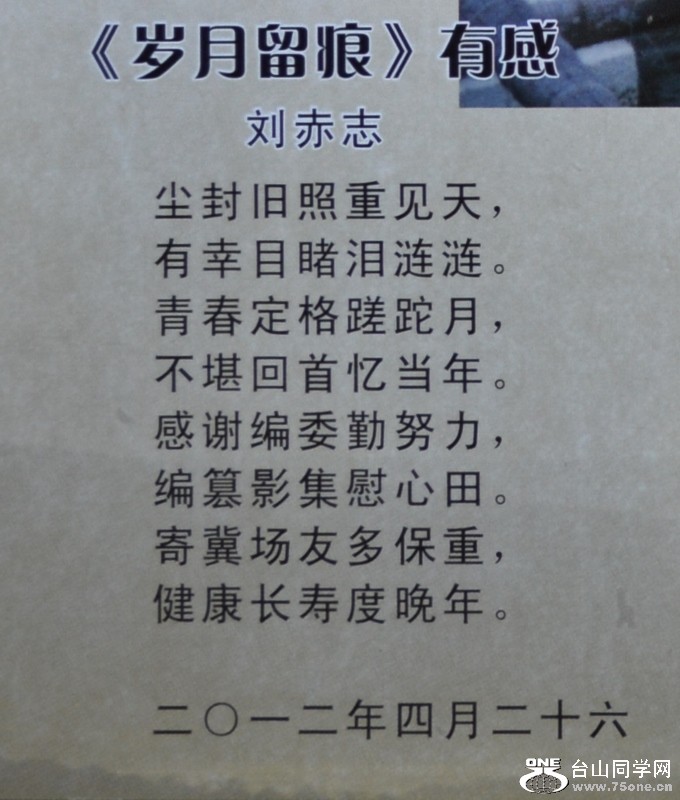 《岁月留痕》有感
刘赤志
尘封旧照重见天，
有幸目睹泪涟涟。
青春定格蹉跎月，
不堪回首忆当年。
感谢编委勤努力，
编篡影集慰心田。
寄冀场友多保重，
健康长寿度晚年。
二〇一二年四月二十六
ONE 台山同学网
www.75one.cn